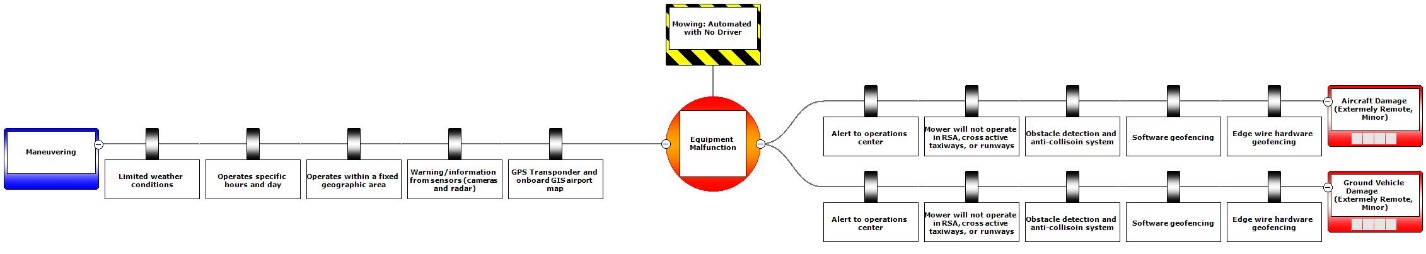 Mowing: Automated
with No Driver
Maneuvering
Limited weather
conditions
Operates specific
hours and day
Operates within a fixed
geographic area
Warning/information
from sensors (cameras
and radar)
GPS Transponder and
onboard GIS airport
map
Equipment
Malfunction
Alert to operations
center
Mower will not operate
in RSA, cross active
taxiways, or runways
Obstacle detection and
anti-collisoin system
Software geofencing
Edge wire hardware
geofencing
Aircraft Damage
(Extermely Remote,
Minor)
Alert to operations
center
Mower will not operate
in RSA, cross active
taxiways, or runways
Obstacle detection and
anti-collisoin system
Software geofencing
Edge wire hardware
geofencing
Ground Vehicle
Damage
(Extermely Remote,
Minor)